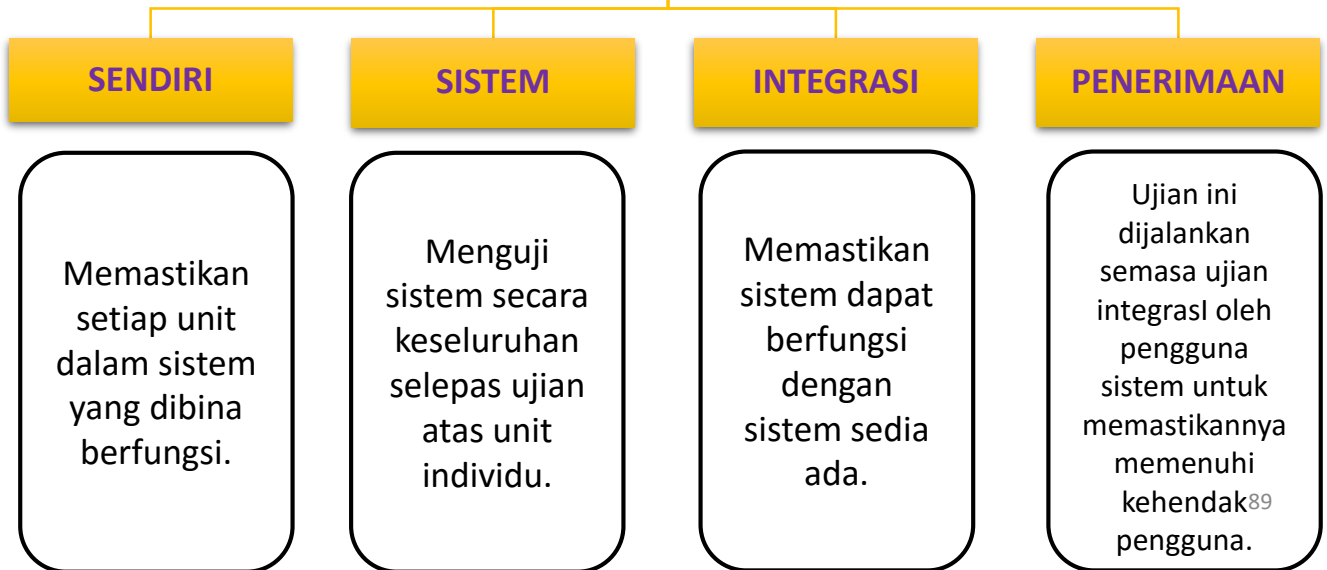 SENDIRI
SISTEM
INTEGRASI
PENERIMAAN
Memastikan
setiap unit
dalam sistem
yang dibina
berfungsi.
Menguji
sistem secara
keseluruhan
selepas ujian
atas unit
individu.
Memastikan
sistem dapat
berfungsi
dengan
sistem sedia
ada.
Ujian ini
dijalankan
semasa ujian
integrasI oleh
pengguna
sistem untuk
memastikannya
memenuhi
kehendak
pengguna.
89